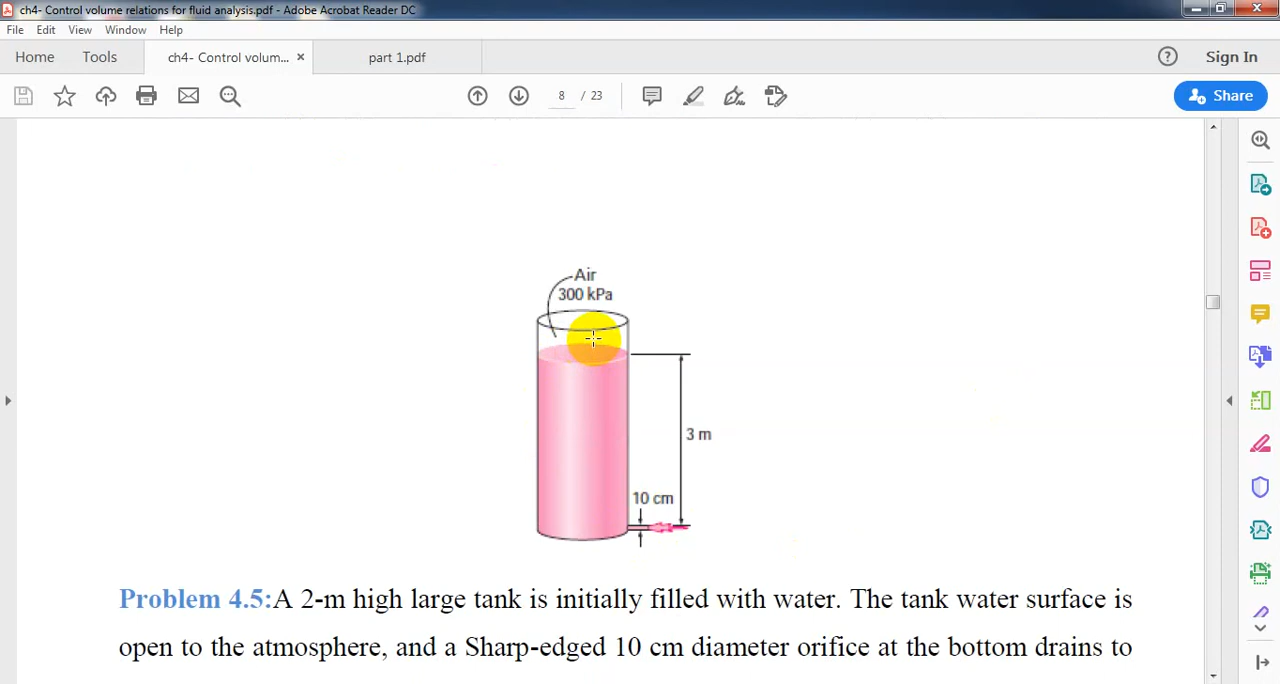 ch4- Control volume relations for fluid analysis.pdf - Adobe Acrobat Reader DC
File Edit View Window Help
Home Tools ch4- Control volum... × part 1.pdf ? Sign In
8 / 23 Share
Air
300 kPa
3 m
10 cm
Problem 4.5:A 2-m high large tank is initially filled with water. The tank water surface is
open to the atmosphere, and a Sharp-edged 10 cm diameter orifice at the bottom drains to